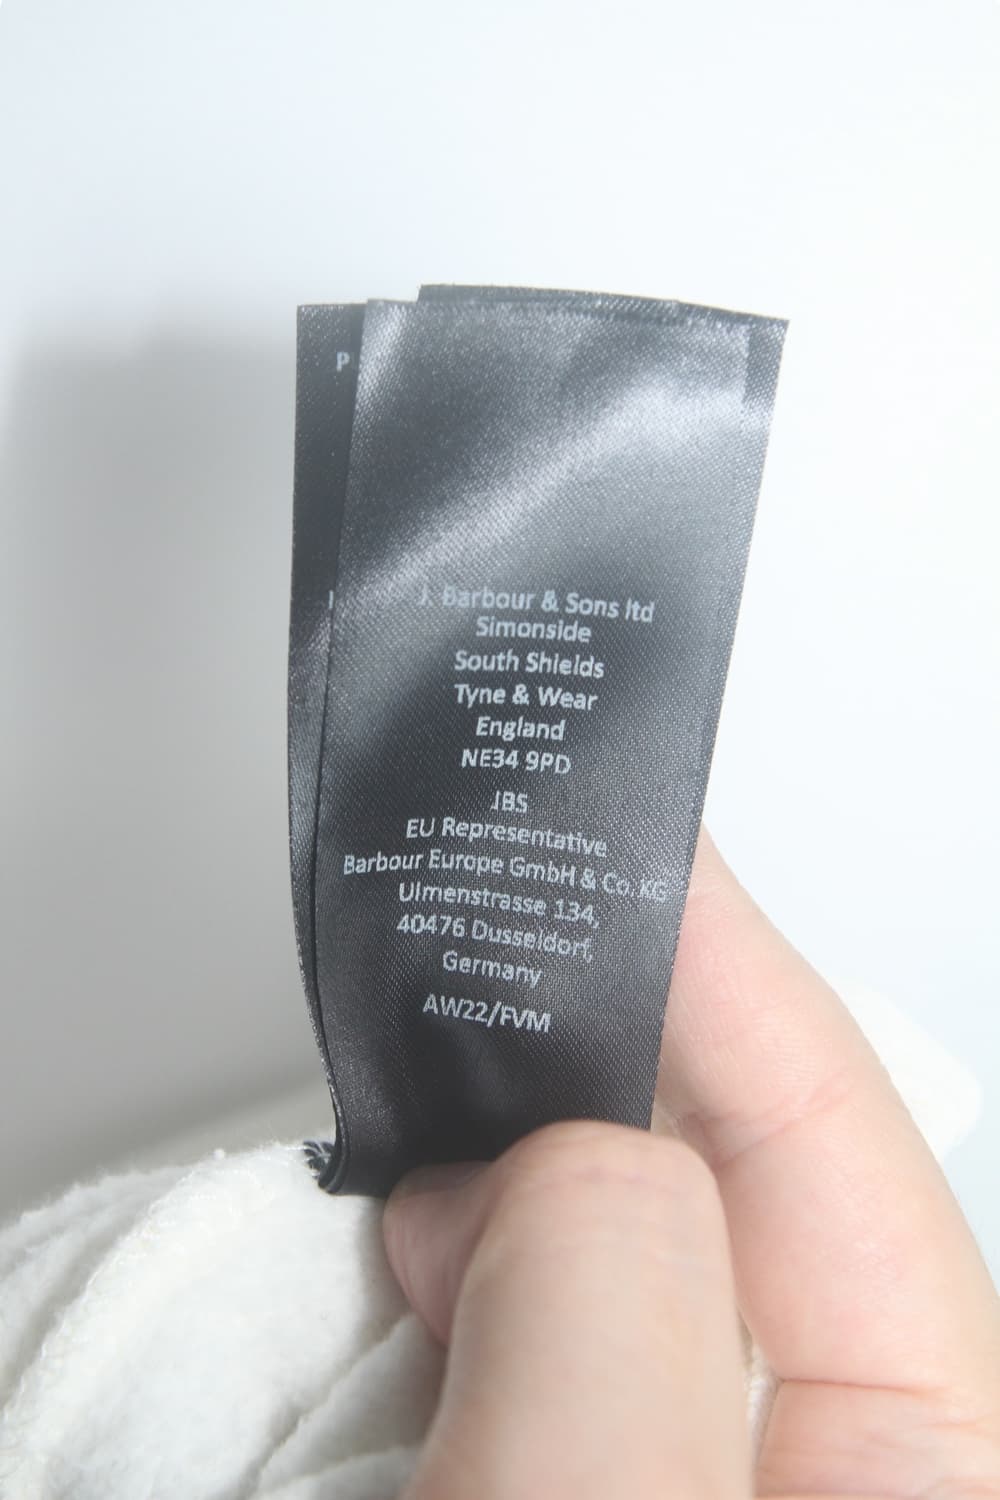 P
J. Barbour & Sons ltd
Simonside
South Shields
Tyne & Wear
England
NE34 9PD
JBS
EU Representative
Barbour Europe GmbH & Co. KG
Ulmenstrasse 134,
40476 Dusseldorf,
Germany
AW22/FVM